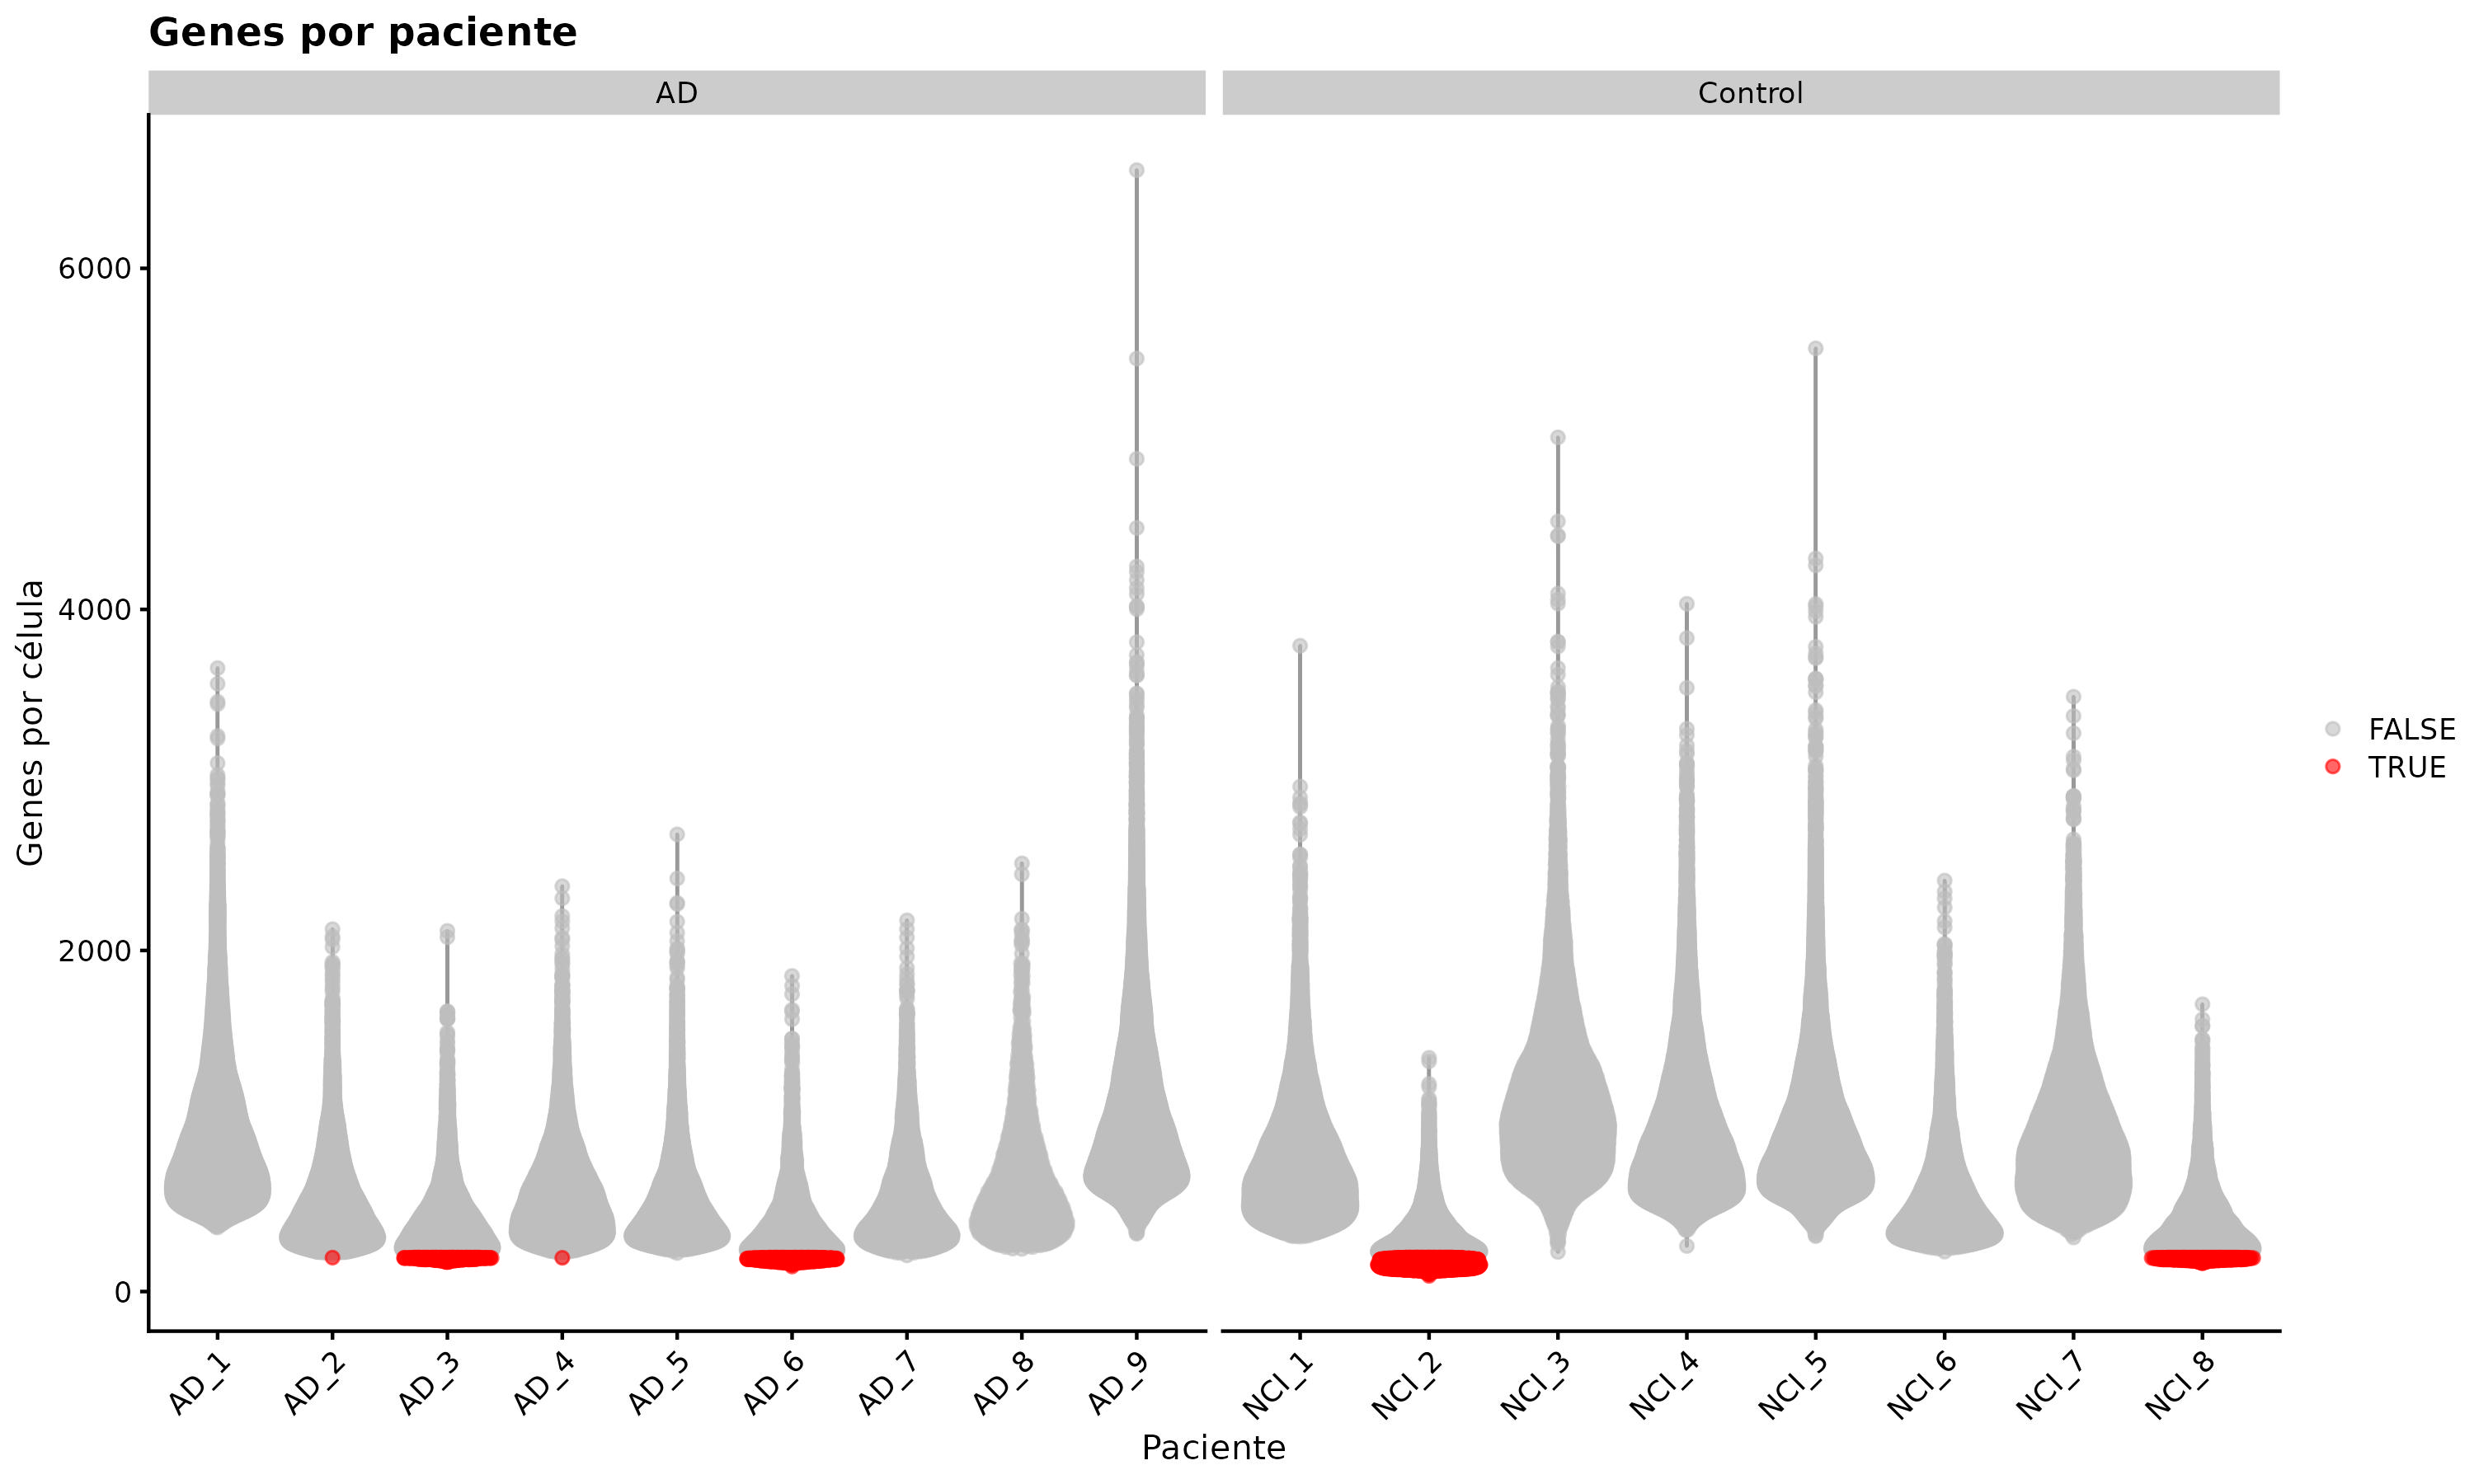 Genes por paciente
AD
Control
Genes por célula
6000
4000
2000
0
FALSE
TRUE
AD_1
AD_2
AD_3
AD_4
AD_5
AD_6
AD_7
AD_8
AD_9
NCI_1
NCI_2
NCI_3
NCI_4
NCI_5
NCI_6
NCI_7
NCI_8
Paciente